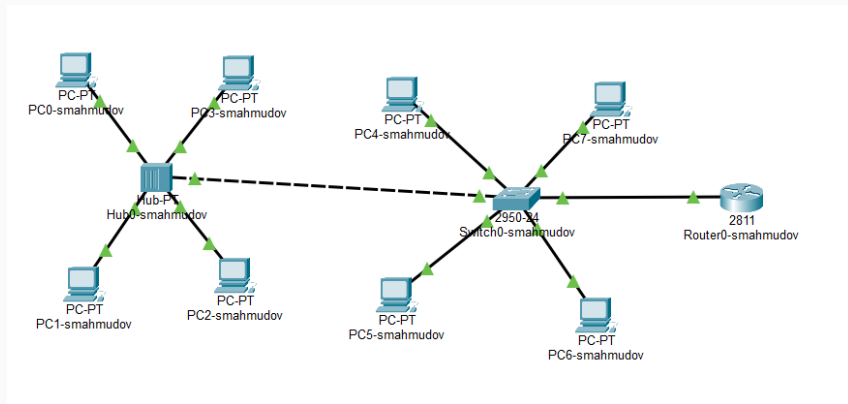 PC-PT
PC0-smahmudov
PC-PT
PC3-smahmudov
PC-PT
PC4-smahmudov
PC-PT
PC7-smahmudov
Hub-PT
Hub0-smahmudov
2950-24
Switch0-smahmudov
2811
Router0-smahmudov
PC-PT
PC1-smahmudov
PC-PT
PC2-smahmudov
PC-PT
PC5-smahmudov
PC-PT
PC6-smahmudov